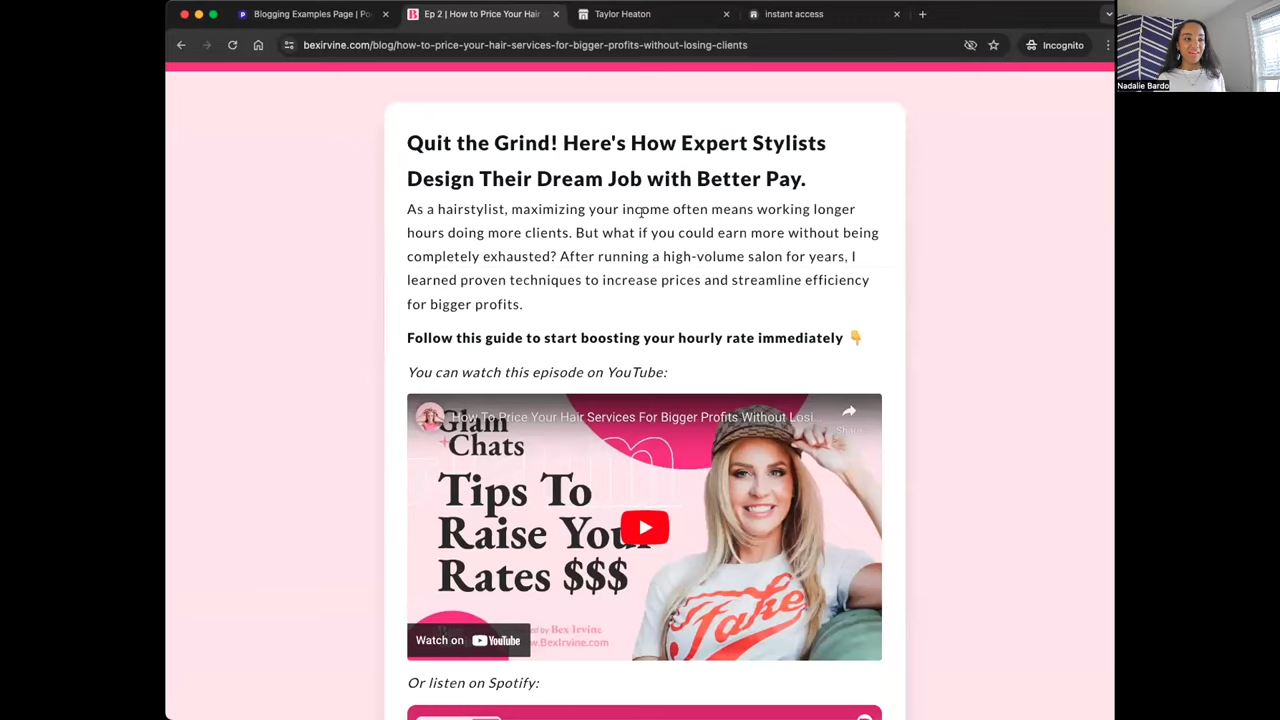 Blogging Examples Page | Po
Ep 2 | How to Price Your Hair
Taylor Heaton
instant access
bexirvine.com/blog/how-to-price-your-hair-services-for-bigger-profits-without-losing-clients
Incognito
Nadalie Bardo
Quit the Grind! Here's How Expert Stylists
Design Their Dream Job with Better Pay.
As a hairstylist, maximizing your income often means working longer
hours doing more clients. But what if you could earn more without being
completely exhausted? After running a high-volume salon for years, I
learned proven techniques to increase prices and streamline efficiency
for bigger profits.
Follow this guide to start boosting your hourly rate immediately 👇
You can watch this episode on YouTube:
How To Price Your Hair Services For Bigger Profits Without Losi
Share
Glam
Chats
Tips To
Raise Your
Rates $$$
Fake
Bex Irvine
www.BexIrvine.com
Watch on YouTube
Or listen on Spotify: